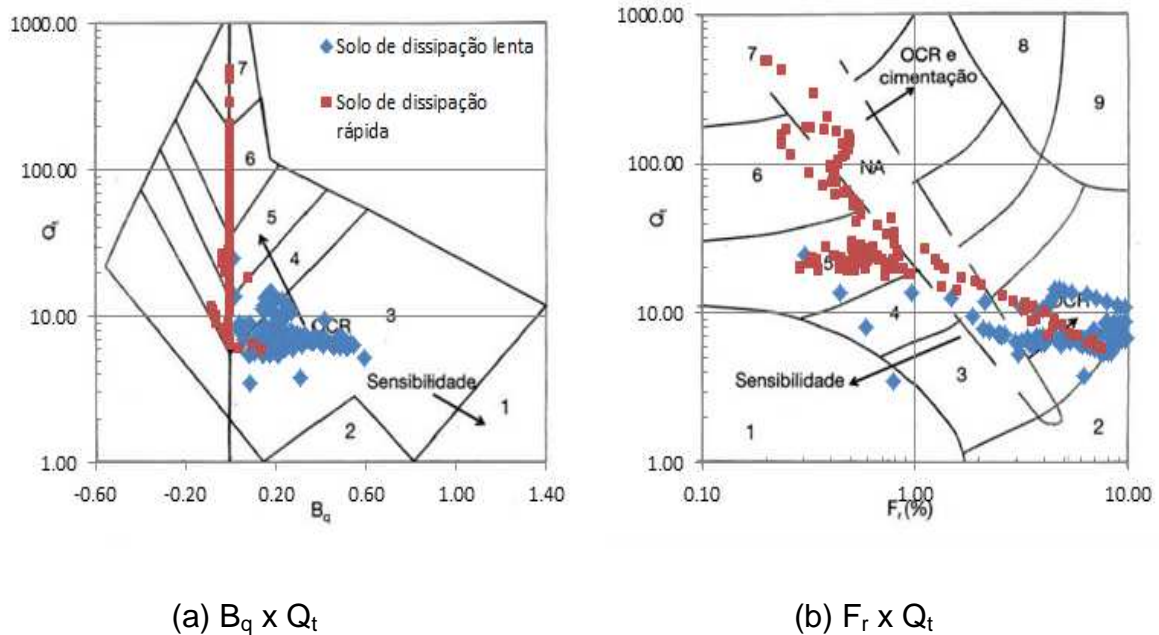 1000.00
100.00
10.00
1.00
Qt
-0.60
-0.20
0.20
0.60
1.00
1.40
Bq
Solo de dissipação lenta
Solo de dissipação
rápida
7
6
5
4
3
OCR
Sensibilidade
1
2
(a) Bq x Qt
1000.00
100.00
10.00
1.00
Qt
0.10
1.00
10.00
Fr(%)
7
OCR e
cimentação
8
9
6
NA
5
4
OCR
Sensibilidade
3
1
2
(b) Fr x Qt